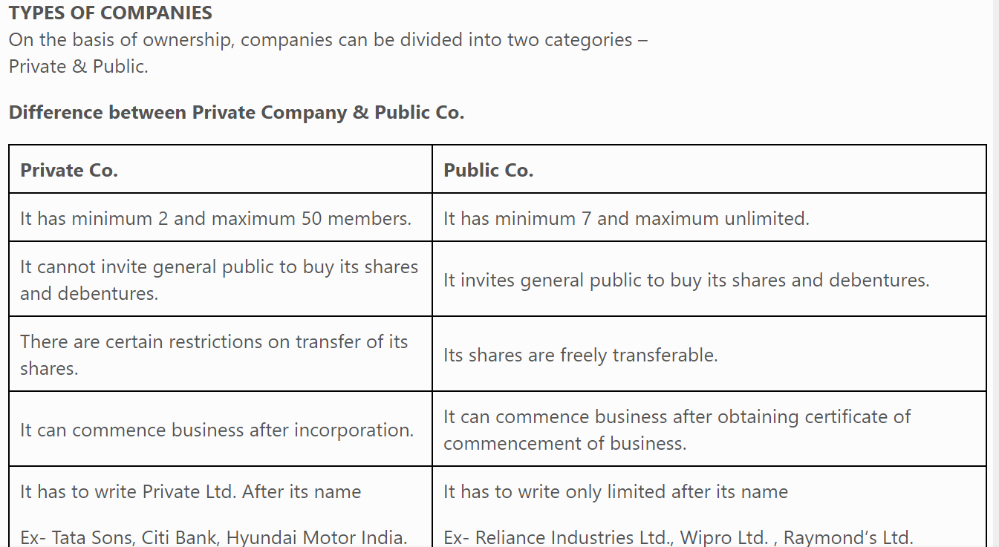 TYPES OF COMPANIES
On the basis of ownership, companies can be divided into two categories –
Private & Public.
Difference between Private Company & Public Co.
Private Co.
Public Co.
It has minimum 2 and maximum 50 members.
It has minimum 7 and maximum unlimited.
It cannot invite general public to buy its shares
and debentures.
It invites general public to buy its shares and debentures.
There are certain restrictions on transfer of its
shares.
Its shares are freely transferable.
It can commence business after incorporation.
It can commence business after obtaining certificate of
commencement of business.
It has to write Private Ltd. After its name
Ex- Tata Sons, Citi Bank, Hyundai Motor India.
It has to write only limited after its name
Ex- Reliance Industries Ltd., Wipro Ltd. , Raymond’s Ltd.